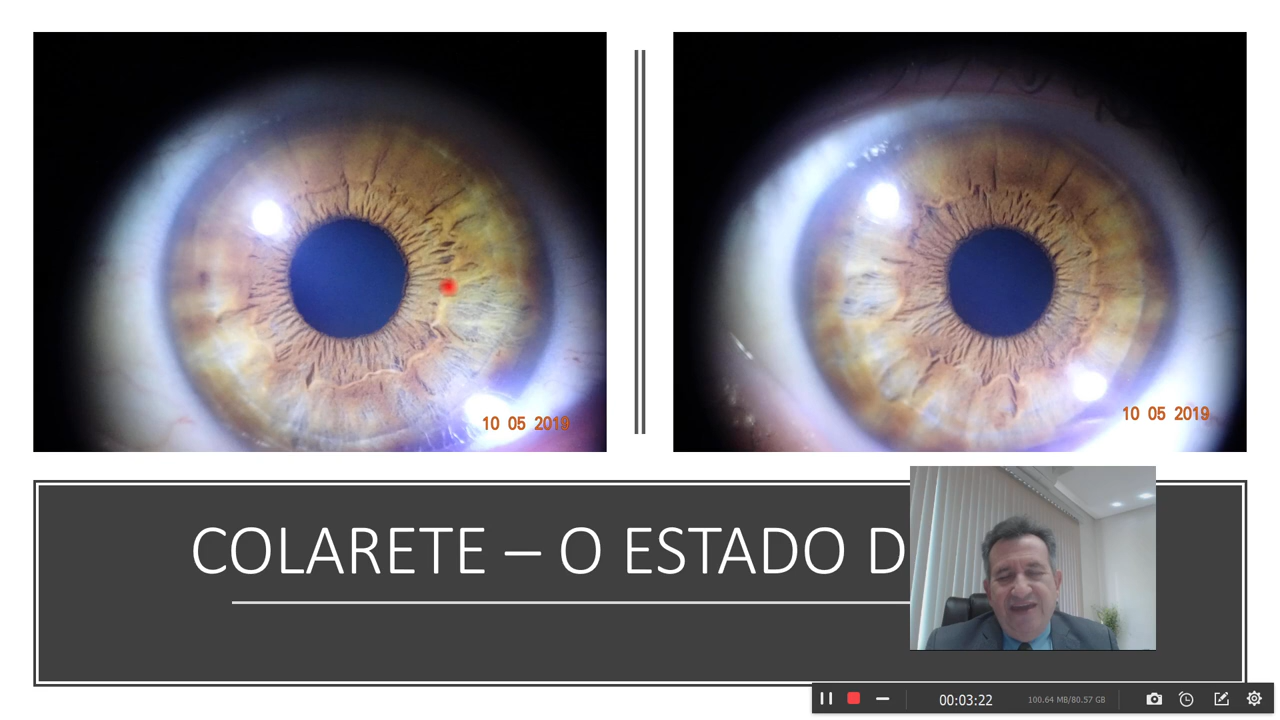 10 05 2019
10 05 2019
COLARETE – O ESTADO D
00:03:22
100.64 MB/80.57 GB